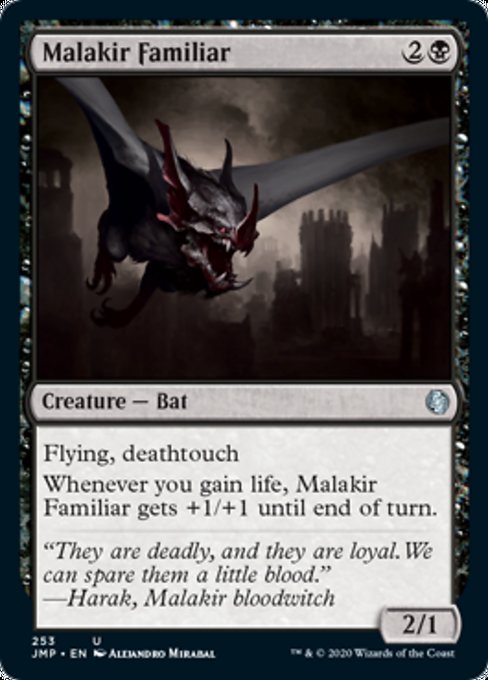 Malakir Familiar 2
Creature — Bat
Flying, deathtouch
Whenever you gain life, Malakir
Familiar gets +1/+1 until end of turn.
“They are deadly, and they are loyal. We
can spare them a little blood.”
—Harak, Malakir bloodwitch
2/1
253 U
JMP • EN Alejandro Mirabal
™ & © 2020 Wizards of the Coast